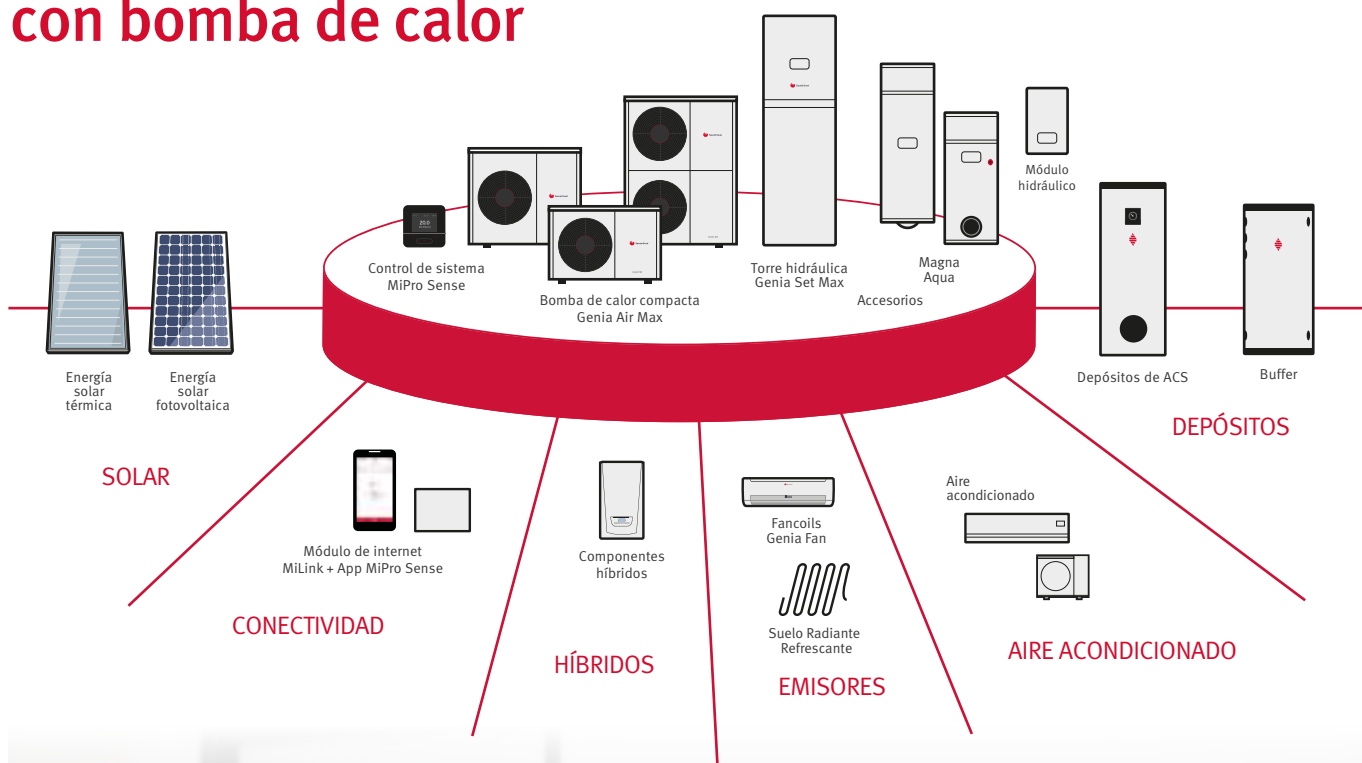 con bomba de calor
Módulo
hidráulico
20.0
Control de sistema
MiPro Sense
Bomba de calor compacta
Genia Air Max
Torre hidráulica
Genia Set Max
Magna
Aqua
Accesorios
Energía
solar
térmica
Energía
solar
fotovoltaica
Depósitos de ACS
Buffer
DEPÓSITOS
SOLAR
Módulo de internet
MiLink + App MiPro Sense
CONECTIVIDAD
Componentes
híbridos
HÍBRIDOS
Fancoils
Genia Fan
Suelo Radiante
Refrescante
EMISORES
Aire
acondicionado
AIRE ACONDICIONADO